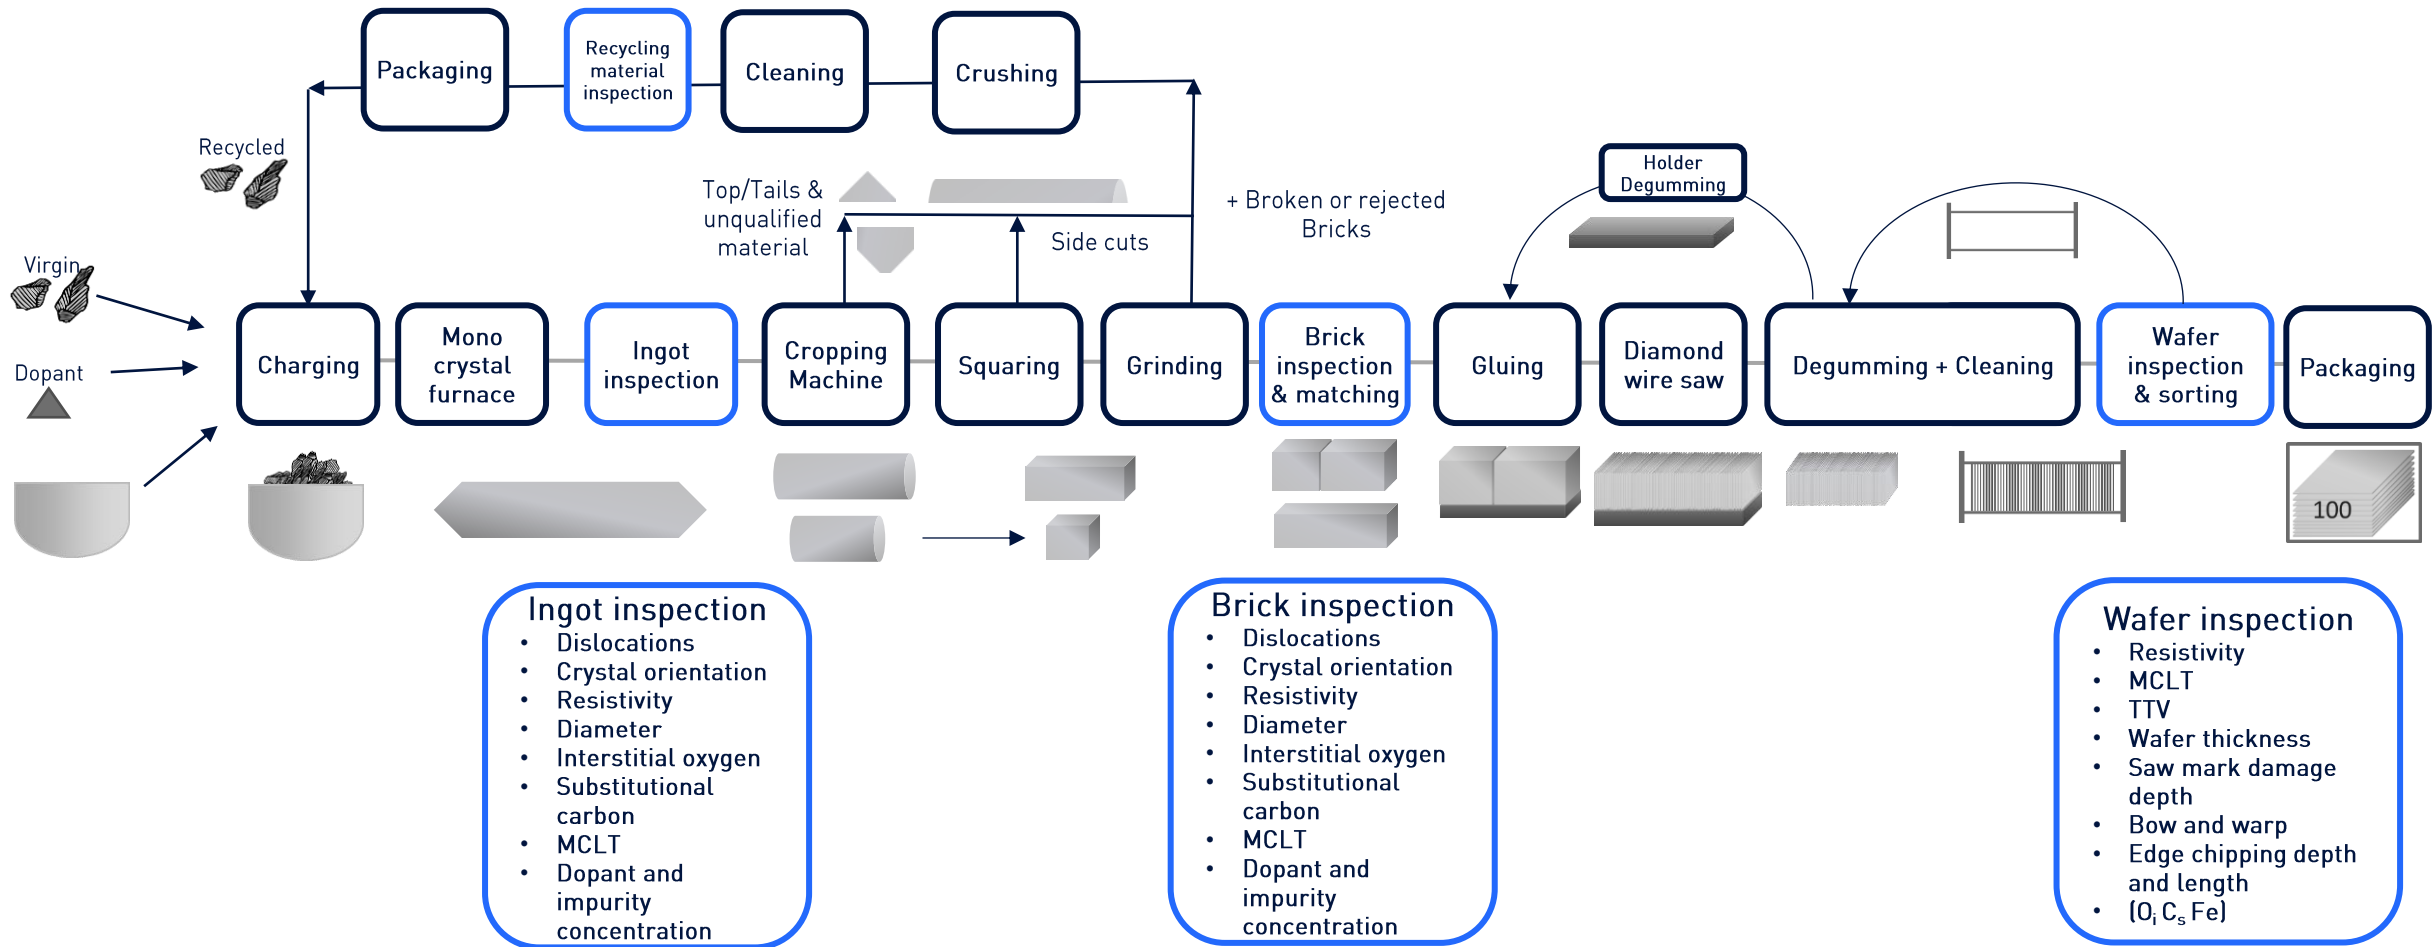 Packaging
Recycling
material
inspection
Cleaning
Crushing
Recycled
Top/Tails &
unqualified
material
Side cuts
+ Broken or rejected
Bricks
Holder
Degumming
Virgin
Dopant
Charging
Mono
crystal
furnace
Ingot
inspection
Cropping
Machine
Squaring
Grinding
Brick
inspection
& matching
Gluing
Diamond
wire saw
Degumming + Cleaning
Wafer
inspection
& sorting
Packaging
100
Ingot inspection
• Dislocations
• Crystal orientation
• Resistivity
• Diameter
• Interstitial oxygen
• Substitutional
carbon
• MCLT
• Dopant and
impurity
concentration
Brick inspection
• Dislocations
• Crystal orientation
• Resistivity
• Diameter
• Interstitial oxygen
• Substitutional
carbon
• MCLT
• Dopant and
impurity
concentration
Wafer inspection
• Resistivity
• MCLT
• TTV
• Wafer thickness
• Saw mark damage
depth
• Bow and warp
• Edge chipping depth
and length
• (Oᵢ Cₛ Fe)